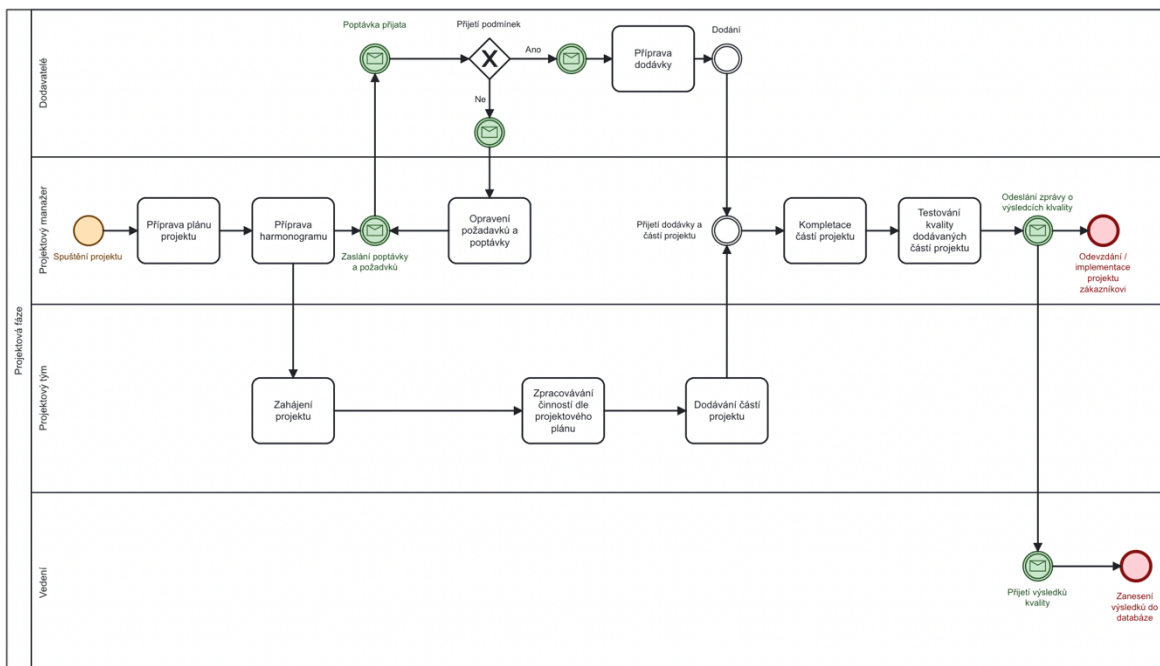 Projektová fáze
Dodavatelé
Poptávka přijata
Přijetí podmínek
Ano
Ne
Příprava
dodávky
Dodání
Projektový manažer
Spuštění projektu
Příprava plánu
projektu
Příprava
harmonogramu
Zaslání poptávky
a požadvků
Opravení
požadavků a
poptávky
Přijetí dodávky a
částí projektu
Kompletace
částí projektu
Testování
kvality
dodávaných
částí projektu
Odeslání zprávy o
výsledcích klvality
Odevzdání /
implementace
projektu
zákazníkovi
Projektový tým
Zahájení
projektu
Zpracovávání
činností dle
projektového
plánu
Dodávání částí
projektu
Vedení
Přijetí výsledků
kvality
Zanesení
výsledků do
databáze